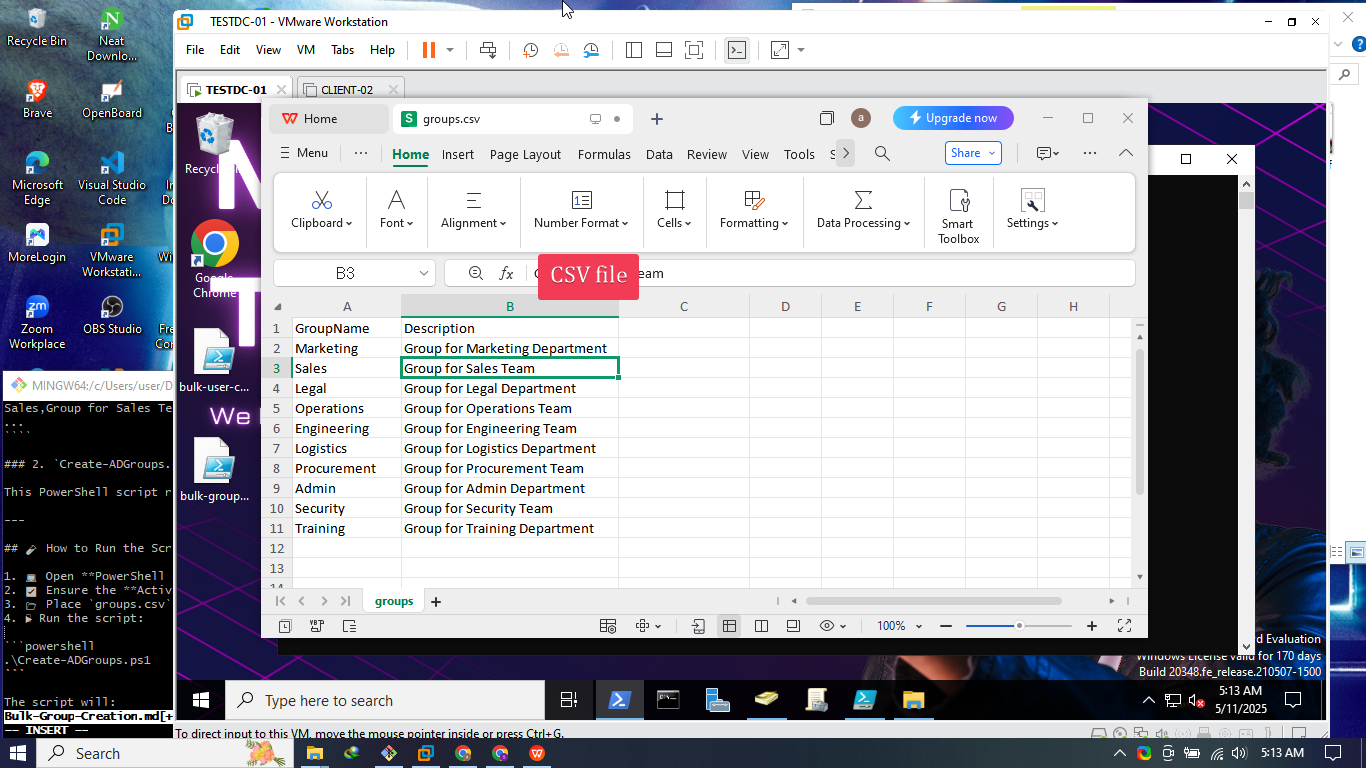 Recycle Bin
Neat
Downlo...
Brave
OpenBoard
Microsoft
Edge
Visual Studio
Code
MoreLogin
VMware
Workstati...
Zoom
Workplace
OBS Studio
TESTDC-01 - VMware Workstation
File Edit View VM Tabs Help
TESTDC-01
CLIENT-02
Home
groups.csv
a
Upgrade now
Menu
Home Insert Page Layout Formulas Data Review View Tools S
Share
Clipboard
Font
Alignment
Number Format
Cells
Formatting
Data Processing
Smart
Toolbox
Settings
B3
fx
CSV file
eam
A B C D E F G H
1 GroupName Description
2 Marketing Group for Marketing Department
3 Sales Group for Sales Team
4 Legal Group for Legal Department
5 Operations Group for Operations Team
6 Engineering Group for Engineering Team
7 Logistics Group for Logistics Department
8 Procurement Group for Procurement Team
9 Admin Group for Admin Department
10 Security Group for Security Team
11 Training Group for Training Department
12
13
14
groups
100%
Google
Chrome
bulk-user-c...
We
bulk-group...
MINGW64:/c/Users/user/D
Sales,Group for Sales Te
...
````
### 2. `Create-ADGroups.
This PowerShell script r
---
## How to Run the Scr
1. Open **PowerShell
2. Ensure the **Activ
3. Place `groups.csv`
4. Run the script:
```powershell
.\Create-ADGroups.ps1
```
The script will:
Bulk-Group-Creation.md[+
-- INSERT --
d Evaluation
Windows License valid for 170 days
Build 20348.fe_release.210507-1500
Type here to search
5:13 AM
5/11/2025
To direct input to this VM, move the mouse pointer inside or press Ctrl+G.
Search
5:13 AM